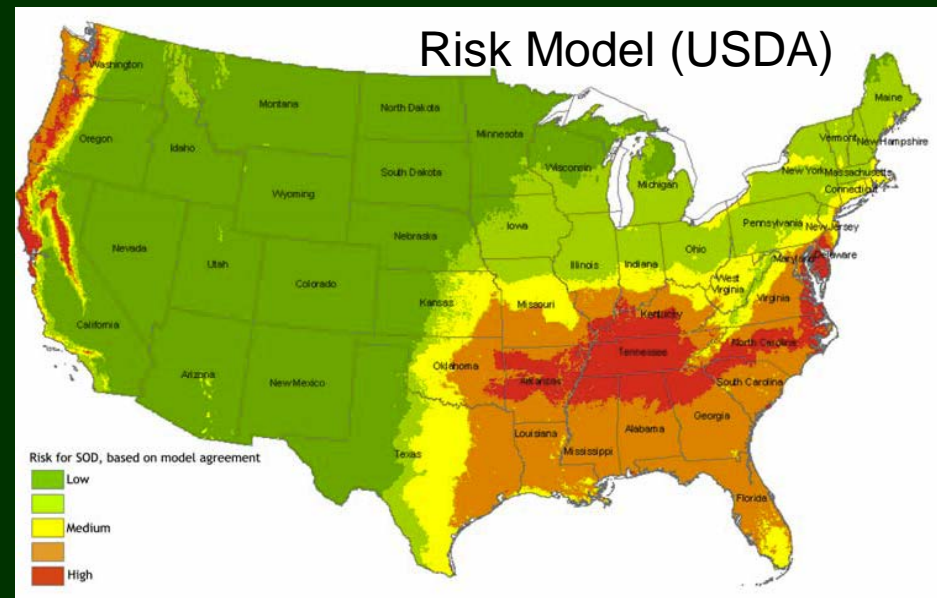 Risk Model (USDA)
Washington
Montana
North Dakota
Minnesota
Maine
Oregon
Idaho
South Dakota
Wisconsin
Michigan
Vermont
New Hampshire
New York
Massachusetts
Connecticut
Wyoming
Iowa
Pennsylvania
New Jersey
Nevada
Nebraska
Illinois
Indiana
Ohio
Maryland
Delaware
Utah
Colorado
Kansas
Missouri
West
Virginia
Virginia
Kentucky
California
Arizona
New Mexico
Oklahoma
Arkansas
Tennessee
North Carolina
South Carolina
Texas
Louisiana
Mississippi
Alabama
Georgia
Florida
Risk for SOD, based on model agreement
Low
Medium
High